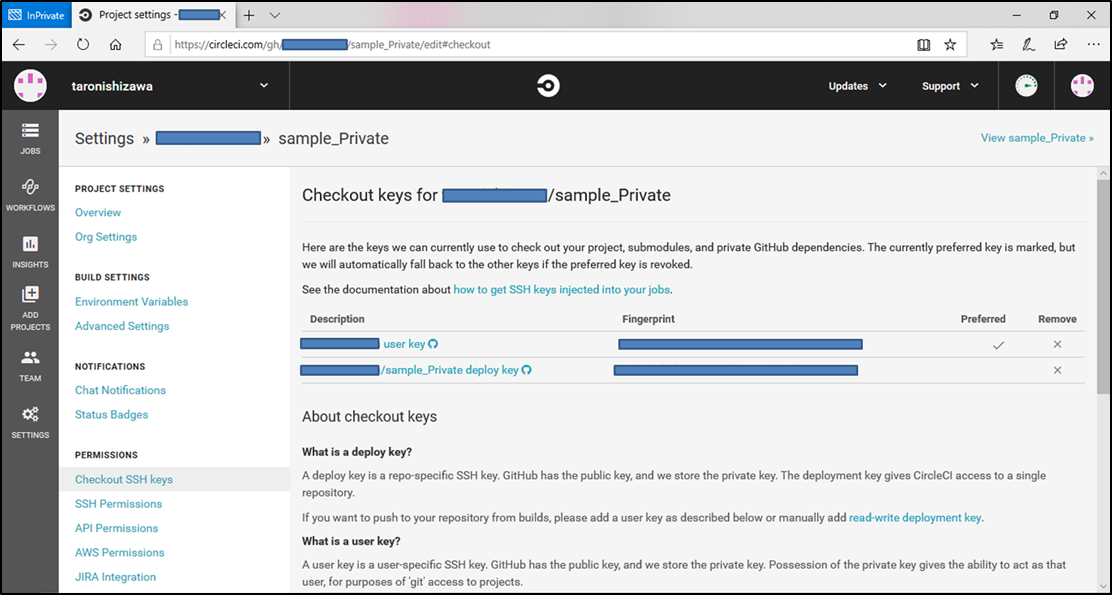 InPrivate
Project settings -
https://circleci.com/gh/ /sample_Private/edit#checkout
taronishizawa
Updates
Support
JOBS
WORKFLOWS
INSIGHTS
ADD
PROJECTS
TEAM
SETTINGS
Settings » » sample_Private
View sample_Private »
PROJECT SETTINGS
Overview
Org Settings
BUILD SETTINGS
Environment Variables
Advanced Settings
NOTIFICATIONS
Chat Notifications
Status Badges
PERMISSIONS
Checkout SSH keys
SSH Permissions
API Permissions
AWS Permissions
JIRA Integration
Checkout keys for /sample_Private
Here are the keys we can currently use to check out your project, submodules, and private GitHub dependencies. The currently preferred key is marked, but
we will automatically fall back to the other keys if the preferred key is revoked.
See the documentation about how to get SSH keys injected into your jobs.
Description Fingerprint Preferred Remove
user key
/sample_Private deploy key
About checkout keys
What is a deploy key?
A deploy key is a repo-specific SSH key. GitHub has the public key, and we store the private key. The deployment key gives CircleCI access to a single
repository.
If you want to push to your repository from builds, please add a user key as described below or manually add read-write deployment key.
What is a user key?
A user key is a user-specific SSH key. GitHub has the public key, and we store the private key. Possession of the private key gives the ability to act as that
user, for purposes of 'git' access to projects.